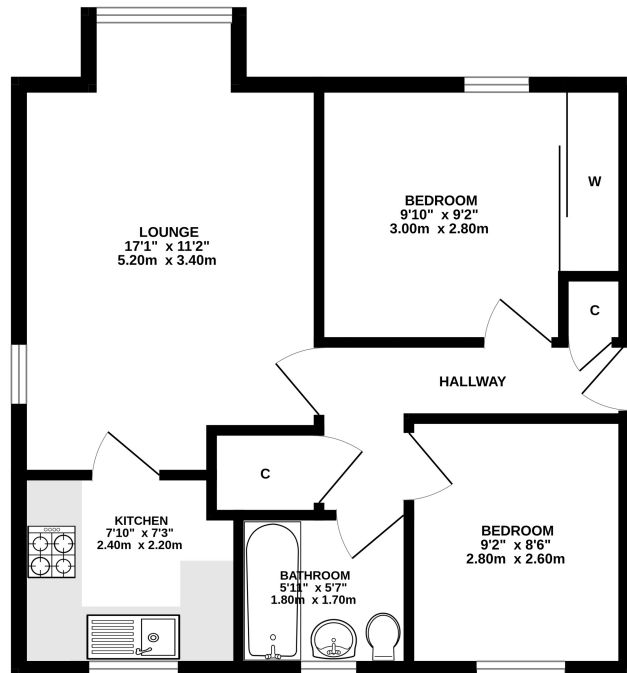 BEDROOM
9'10" x 9'2"
3.00m x 2.80m
W
LOUNGE
17'1" x 11'2"
5.20m x 3.40m
C
HALLWAY
C
KITCHEN
7'10" x 7'3"
2.40m x 2.20m
BEDROOM
9'2" x 8'6"
2.80m x 2.60m
BATHROOM
5'11" x 5'7"
1.80m x 1.70m